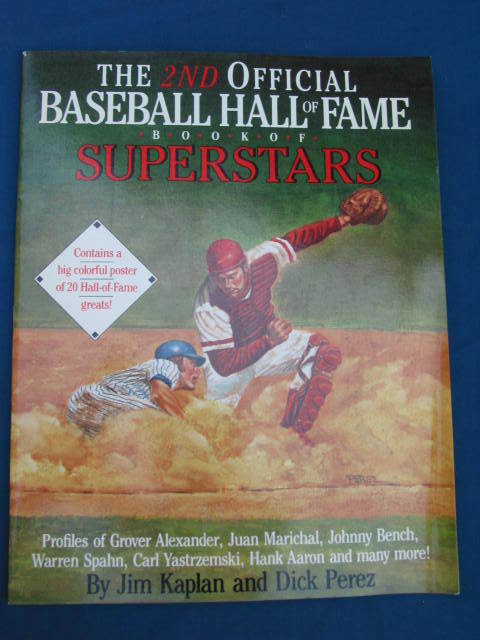 THE 2ND OFFICIAL
BASEBALL HALL OF FAME
·B·O·O·K·O·F·
SUPERSTARS
Contains a
big colorful poster
of 20 Hall-of-Fame
greats!
PEREZ
Profiles of Grover Alexander, Juan Marichal, Johnny Bench,
Warren Spahn, Carl Yastrzemski, Hank Aaron and many more!
By Jim Kaplan and Dick Perez